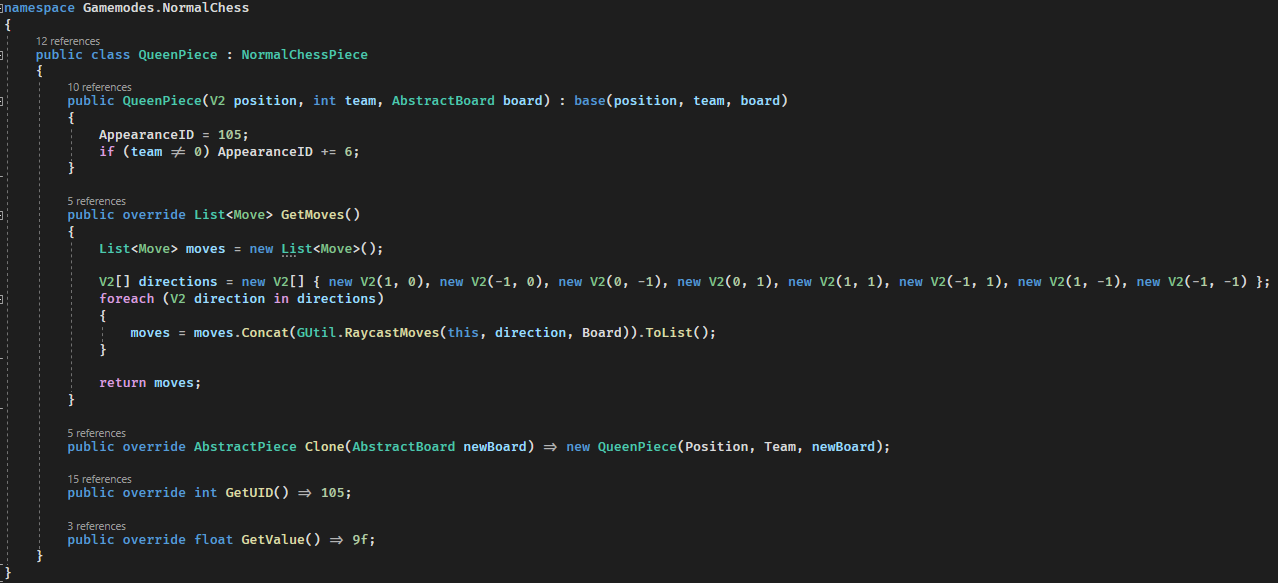 namespace Gamemodes.NormalChess
{
12 references
public class QueenPiece : NormalChessPiece
{
10 references
public QueenPiece(V2 position, int team, AbstractBoard board) : base(position, team, board)
{
AppearanceID = 105;
if (team ≠ 0) AppearanceID += 6;
}
5 references
public override List<Move> GetMoves()
{
List<Move> moves = new List<Move>();
V2[] directions = new V2[] { new V2(1, 0), new V2(-1, 0), new V2(0, -1), new V2(0, 1), new V2(1, 1), new V2(-1, 1), new V2(1, -1), new V2(-1, -1) };
foreach (V2 direction in directions)
{
moves = moves.Concat(GUtil.RaycastMoves(this, direction, Board)).ToList();
}
return moves;
}
5 references
public override AbstractPiece Clone(AbstractBoard newBoard) ⇒ new QueenPiece(Position, Team, newBoard);
15 references
public override int GetUID() ⇒ 105;
3 references
public override float GetValue() ⇒ 9f;
}
}